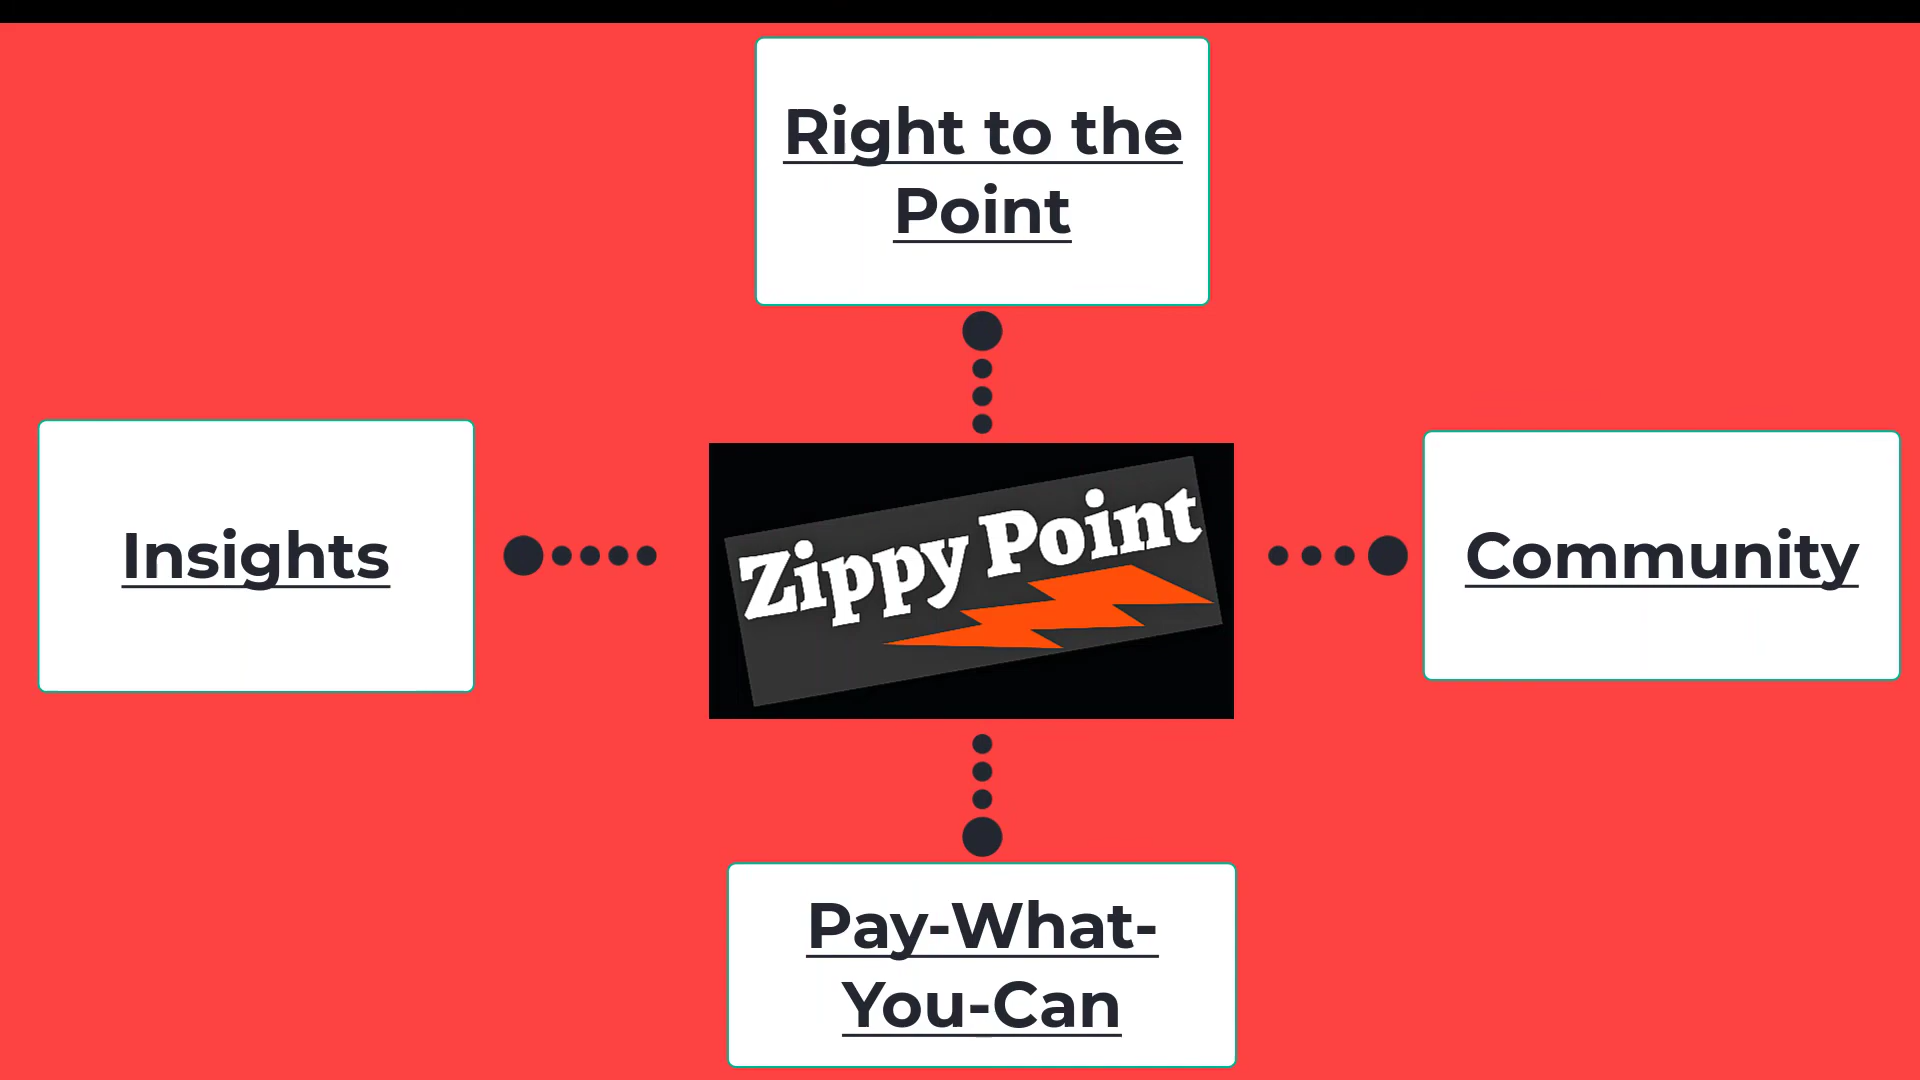 Right to the
Point
Insights
Zippy Point
Community
Pay-What-
You-Can